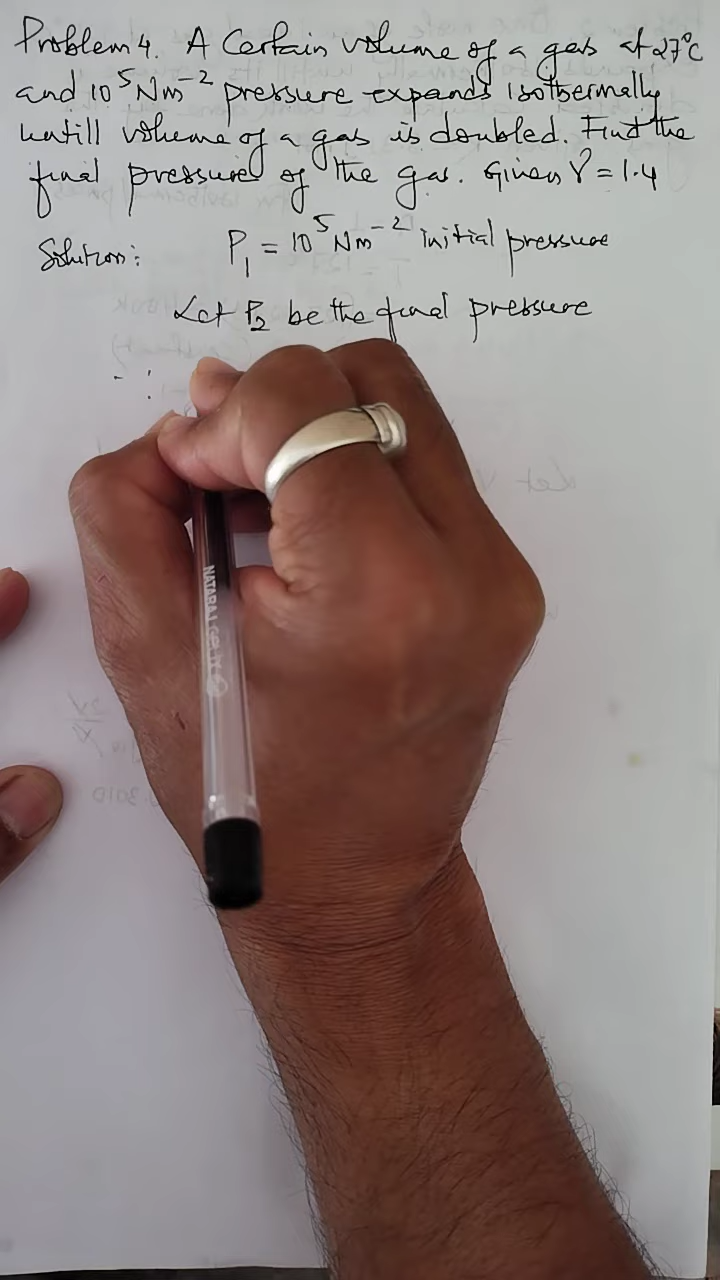 Problem 4. A Certain volume of a gas at 27°C
and 10⁵ Nm⁻² pressure expands isothermally
untill volume of a gas is doubled. Find the
final pressure of the gas. Given γ = 1.4
Solution: P₁ = 10⁵ Nm⁻² initial pressure
Let P₂ be the final pressure
NATARAJ